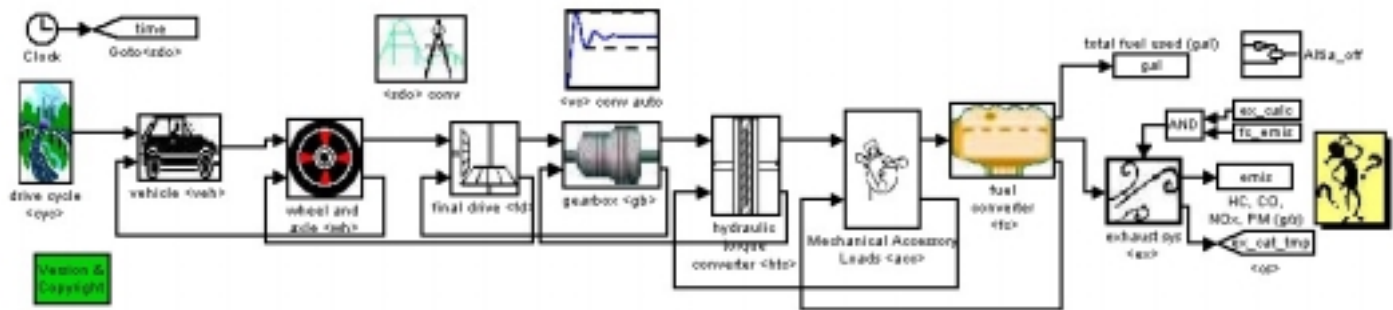 time
Clock
Goto<sdo>
<sdo> conv
<vc> conv auto
total fuel used (gal)
gal
AND
ex_calc
fc_emis
drive cycle
<cyc>
vehicle <veh>
wheel and
axle <wh>
final drive <fd>
gearbox <gb>
hydraulic
torque
converter <htc>
Mechanical Accessory
Loads <acc>
fuel
converter
<fc>
exhaust sys
<ex>
emis
HC, CO,
NOx, PM (g/s)
ex_cat_tmp
?
?
Version &
Copyright